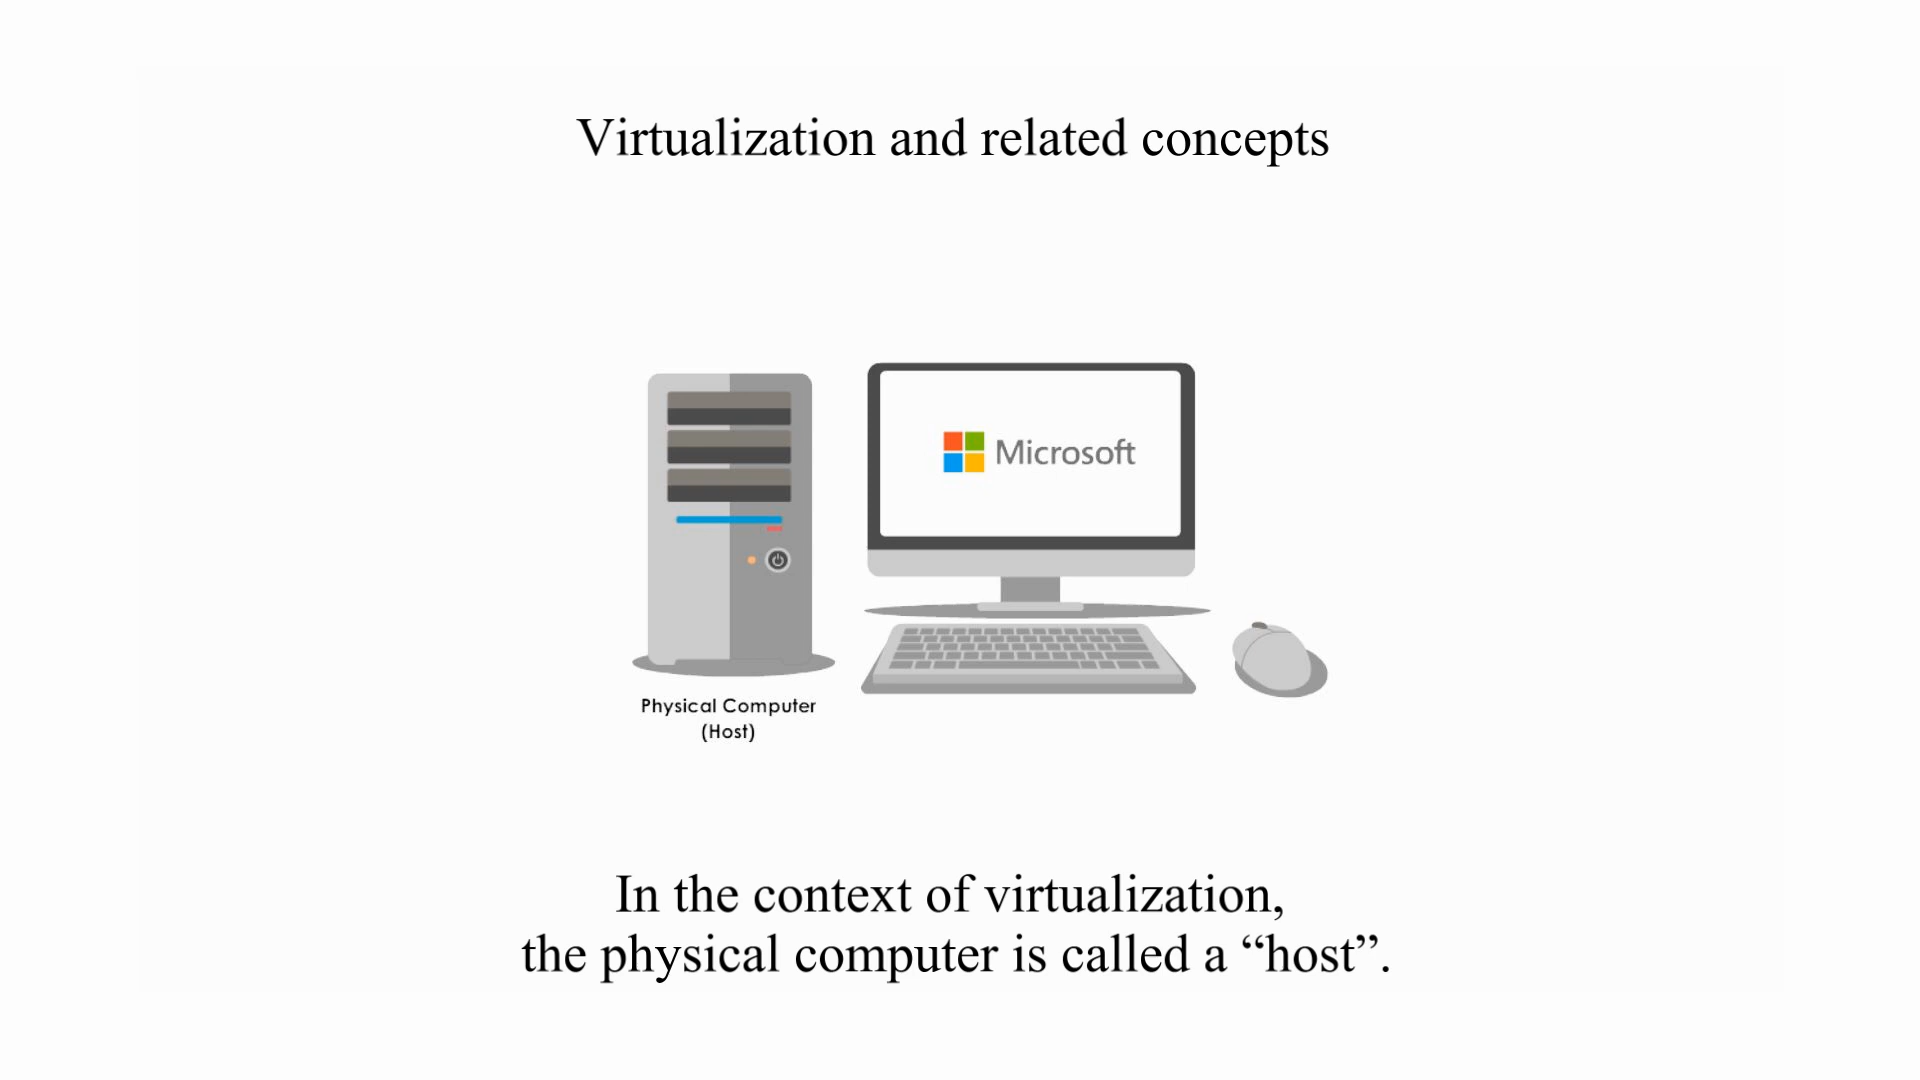 Virtualization and related concepts
Microsoft
Physical Computer
(Host)
In the context of virtualization,
the physical computer is called a “host”.